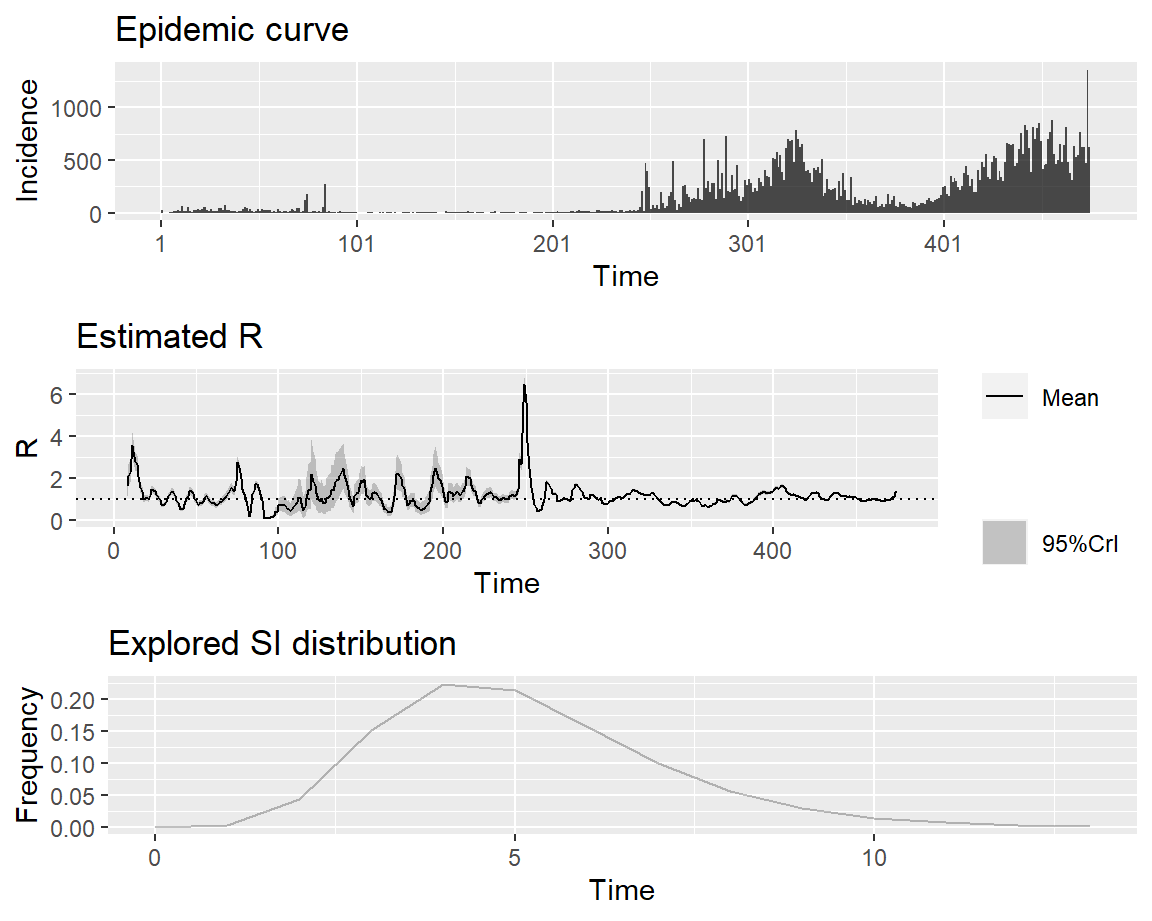 Epidemic curve
Incidence
1000
500
0
1 101 201 301 401
Time
Estimated R
R
6
4
2
0
0 100 200 300 400
Time
Mean
95%CrI
Explored SI distribution
Frequency
0.20
0.15
0.10
0.05
0.00
0 5 10
Time